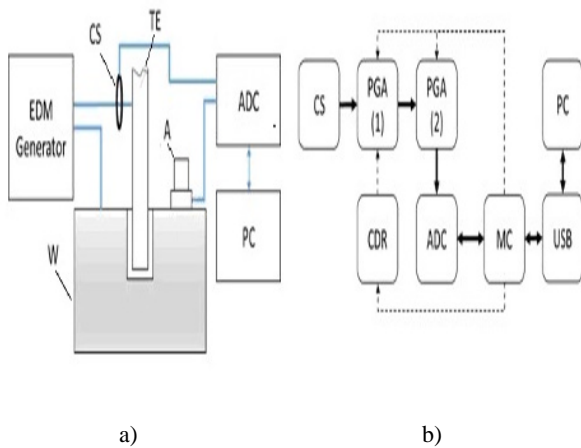 CS
TE
EDM
Generator
A
ADC
PC
W
a)
CS
PGA
(1)
PGA
(2)
PC
CDR
ADC
MC
USB
b)